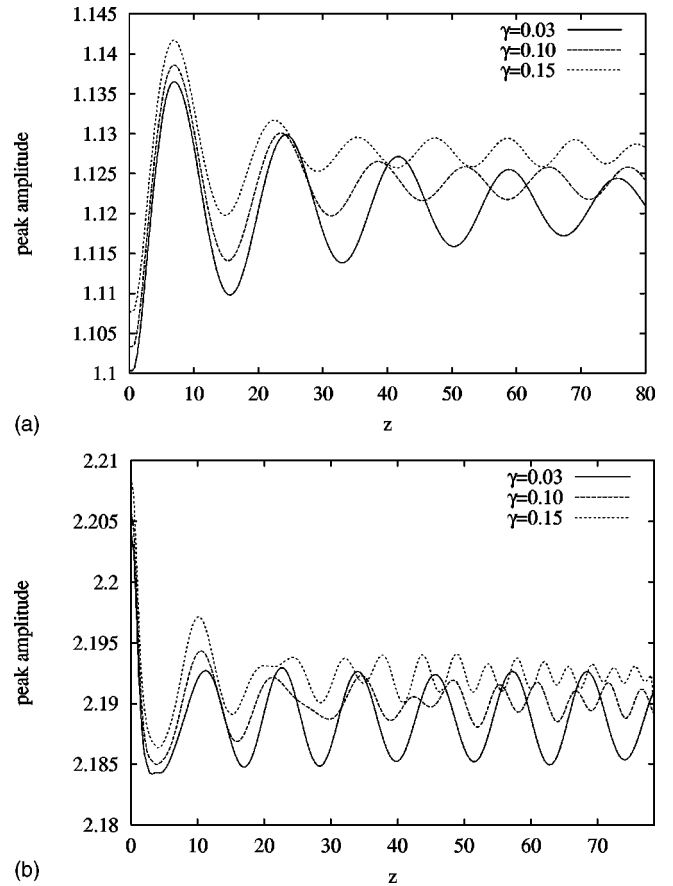 1.145
1.14
1.135
1.13
1.125
1.12
1.115
1.11
1.105
1.1
peak amplitude
γ=0.03
γ=0.10
γ=0.15
0 10 20 30 40 50 60 70 80
z
(a)
2.21
2.205
2.2
2.195
2.19
2.185
2.18
peak amplitude
γ=0.03
γ=0.10
γ=0.15
0 10 20 30 40 50 60 70
z
(b)